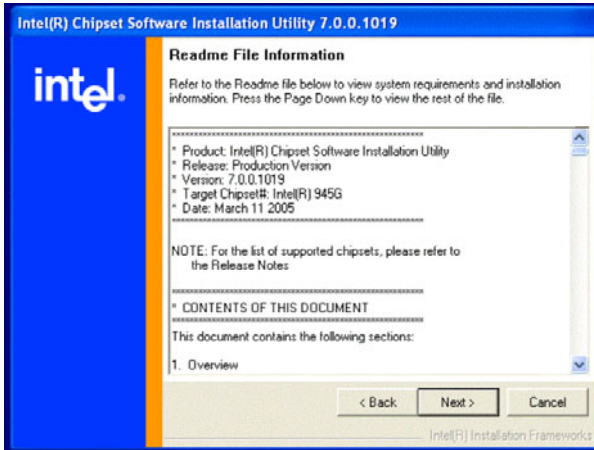 Intel(R) Chipset Software Installation Utility 7.0.0.1019
intel.
Readme File Information
Refer to the Readme file below to view system requirements and installation
information. Press the Page Down key to view the rest of the file.
* Product: Intel(R) Chipset Software Installation Utility
* Release: Production Version
* Version: 7.0.0.1019
* Target Chipset#: Intel(R) 945G
* Date: March 11 2005
NOTE: For the list of supported chipsets, please refer to
the Release Notes
* CONTENTS OF THIS DOCUMENT
This document contains the following sections:
1. Overview
< Back
Next >
Cancel
Intel(R) Installation Frameworks